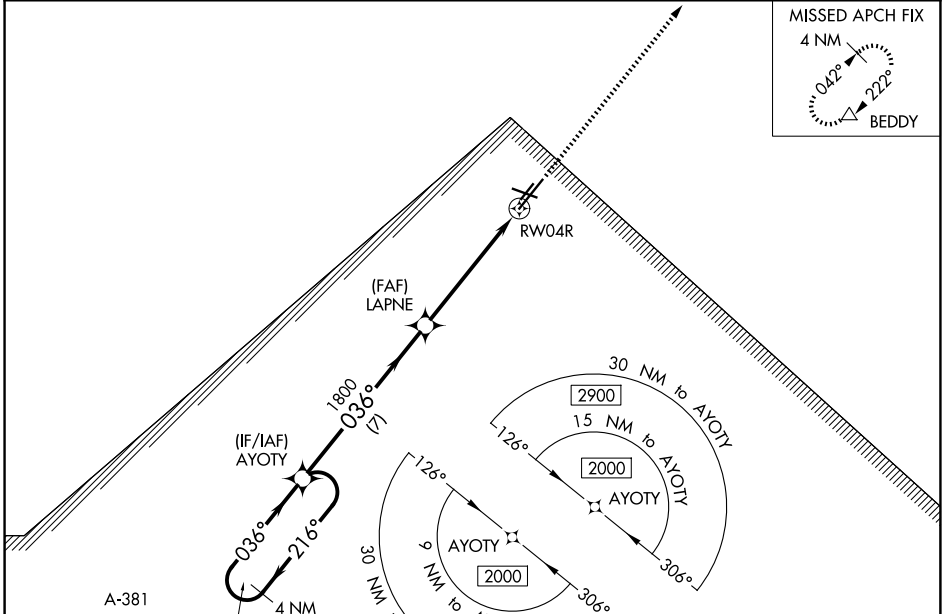 MISSED APCH FIX
4 NM
042°
222°
BEDDY
RW04R
(FAF)
LAPNE
1800
036°
(7)
(IF/IAF)
AYOTY
036°
216°
4 NM
A-381
30 NM to AYOTY
2900
15 NM to AYOTY
2000
126°
AYOTY
306°
126°
AYOTY
2000
9 NM to
30 NM
306°